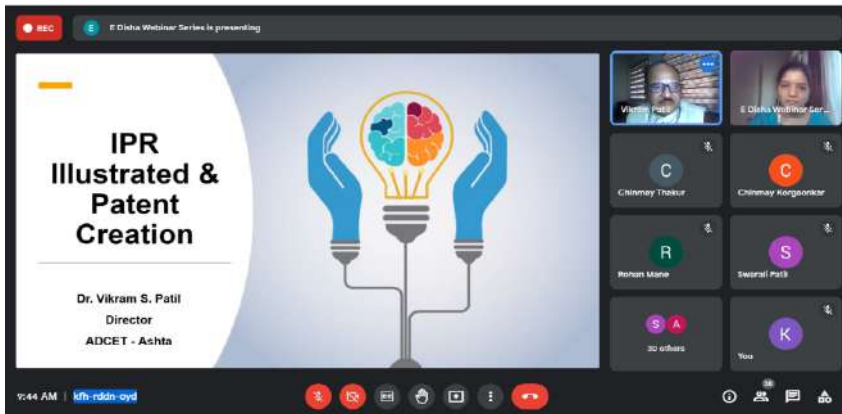 REC
E
E Disha Webinar Series is presenting
IPR
Illustrated &
Patent
Creation
Dr. Vikram S. Patil
Director
ADCET - Ashta
Vikram Patil
E Disha Webinar Ser...
C
Chinmay Thakur
C
Chinmay Korgaonkar
R
Rohan Mane
S
Swarali Patil
S A
30 others
K
You
9:44 AM | kfh-rddn-oyd
38